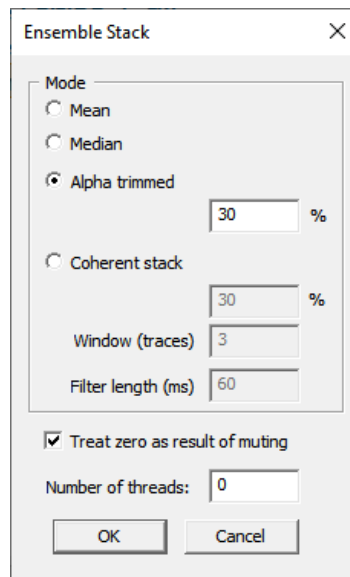 Ensemble Stack
Mode
Mean
Median
Alpha trimmed
30 %
Coherent stack
30 %
Window (traces) 3
Filter length (ms) 60
Treat zero as result of muting
Number of threads: 0
OK Cancel